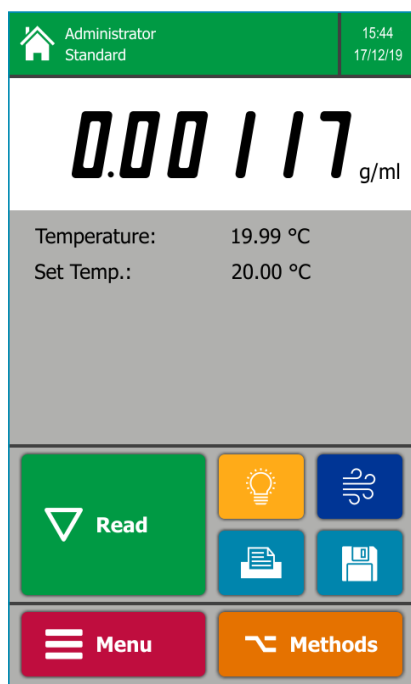 Administrator
Standard
15:44
17/12/19
0.00117 g/ml
Temperature: 19.99 °C
Set Temp.: 20.00 °C
Read
Menu
Methods